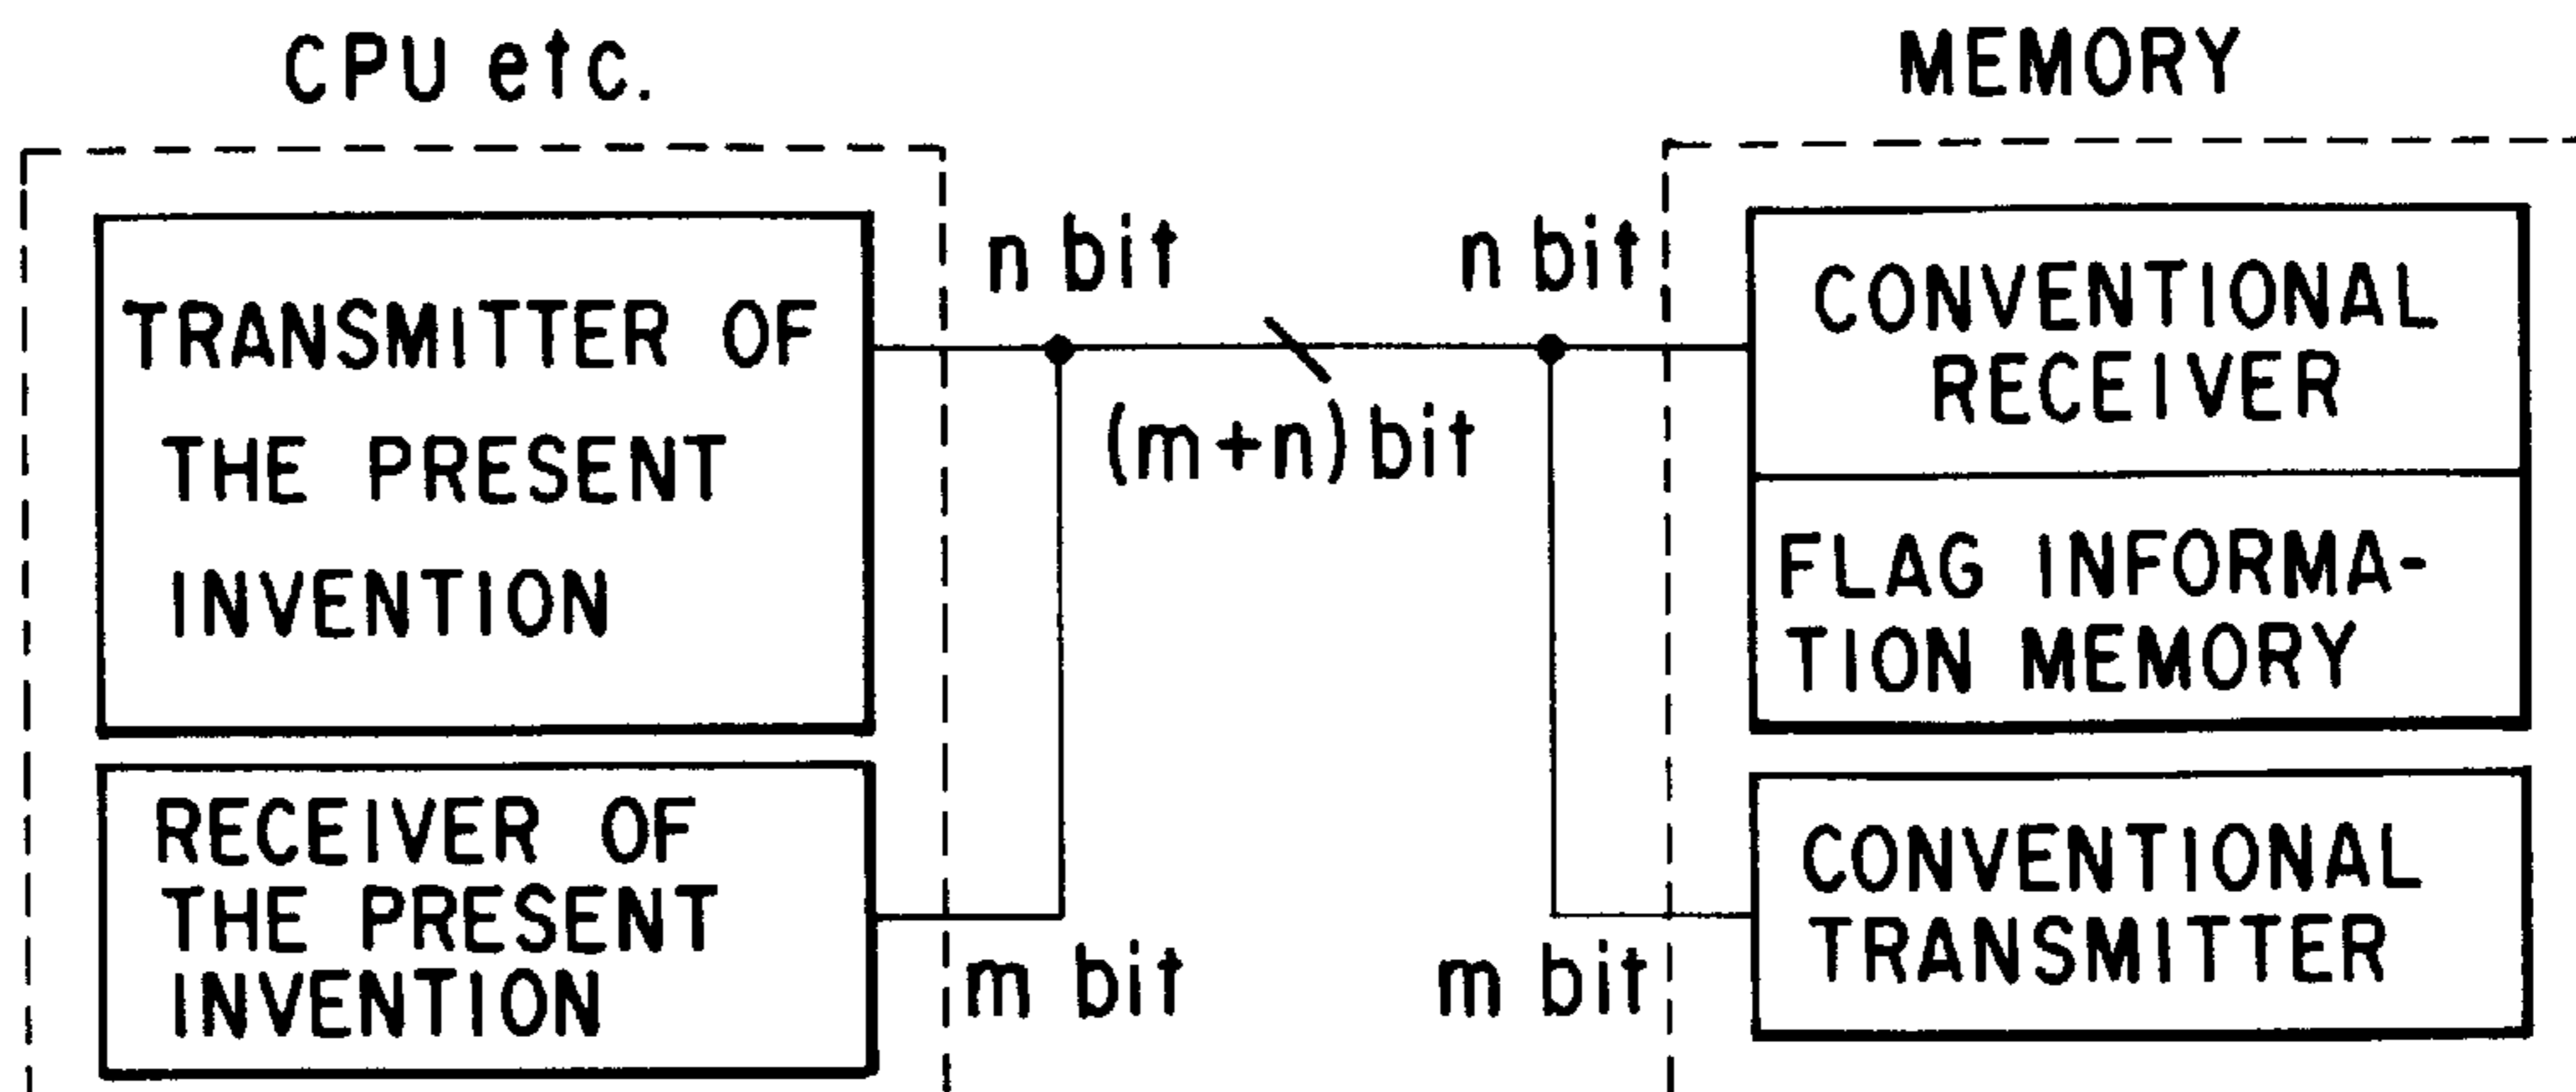 CPU etc.
MEMORY
TRANSMITTER OF
THE PRESENT
INVENTION
n bit
n bit
(m+n) bit
CONVENTIONAL
RECEIVER
FLAG INFORMA-
TION MEMORY
RECEIVER OF
THE PRESENT
INVENTION
m bit
m bit
CONVENTIONAL
TRANSMITTER